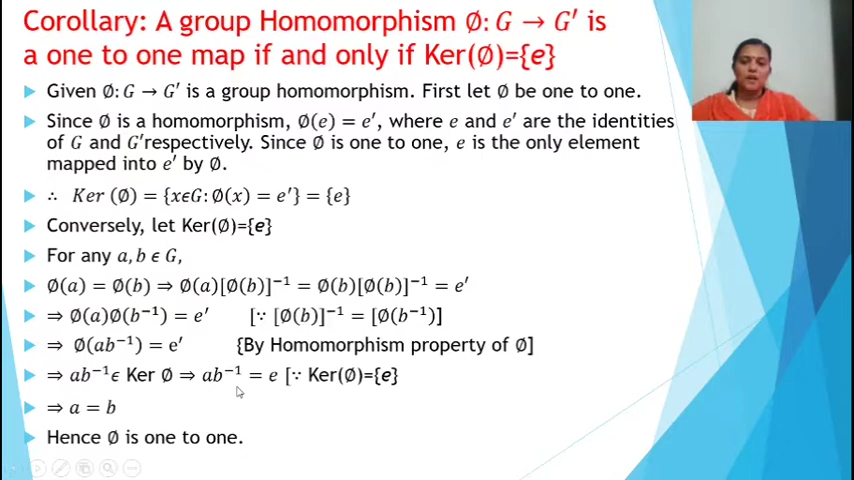 Corollary: A group Homomorphism ∅: G → G′ is
a one to one map if and only if Ker(∅)={e}
Given ∅: G → G′ is a group homomorphism. First let ∅ be one to one.
Since ∅ is a homomorphism, ∅(e) = e′, where e and e′ are the identities
of G and G′respectively. Since ∅ is one to one, e is the only element
mapped into e′ by ∅.
∴ Ker (∅) = {xϵG: ∅(x) = e′} = {e}
Conversely, let Ker(∅)={e}
For any a, b ϵ G,
∅(a) = ∅(b) ⇒ ∅(a)[∅(b)]⁻¹ = ∅(b)[∅(b)]⁻¹ = e′
⇒ ∅(a)∅(b⁻¹) = e′ [∵ [∅(b)]⁻¹ = [∅(b⁻¹)]
⇒ ∅(ab⁻¹) = e′ {By Homomorphism property of ∅]
⇒ ab⁻¹ϵ Ker ∅ ⇒ ab⁻¹ = e [∵ Ker(∅)={e}
⇒ a = b
Hence ∅ is one to one.